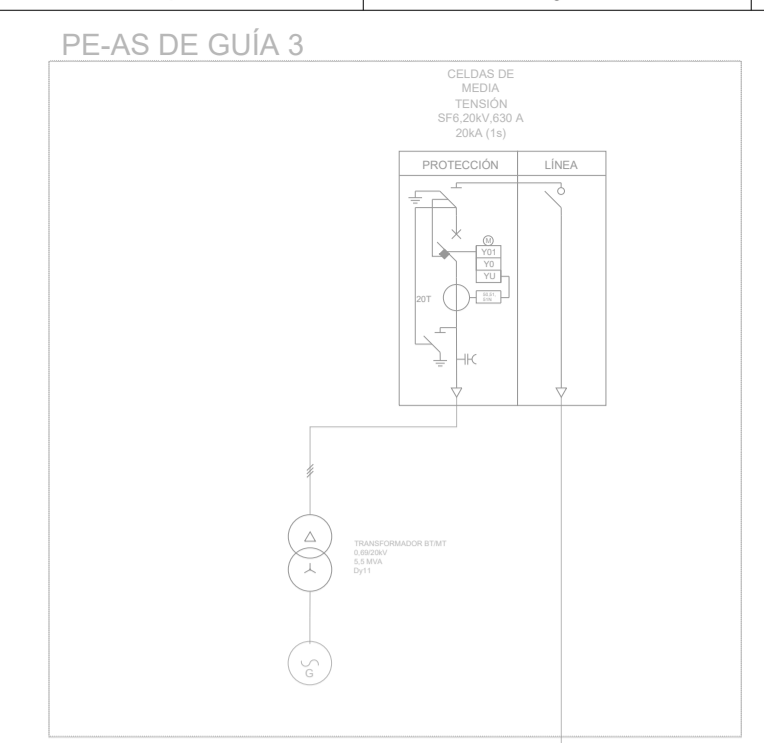 PE-AS DE GUÍA 3
CELDAS DE
MEDIA
TENSIÓN
SF6,20kV,630 A
20kA (1s)
PROTECCIÓN
LÍNEA
M
Y01
Y0
YU
20T
TRANSFORMADOR BT/MT
0,69/20kV
5,5 MVA
Dy11
G